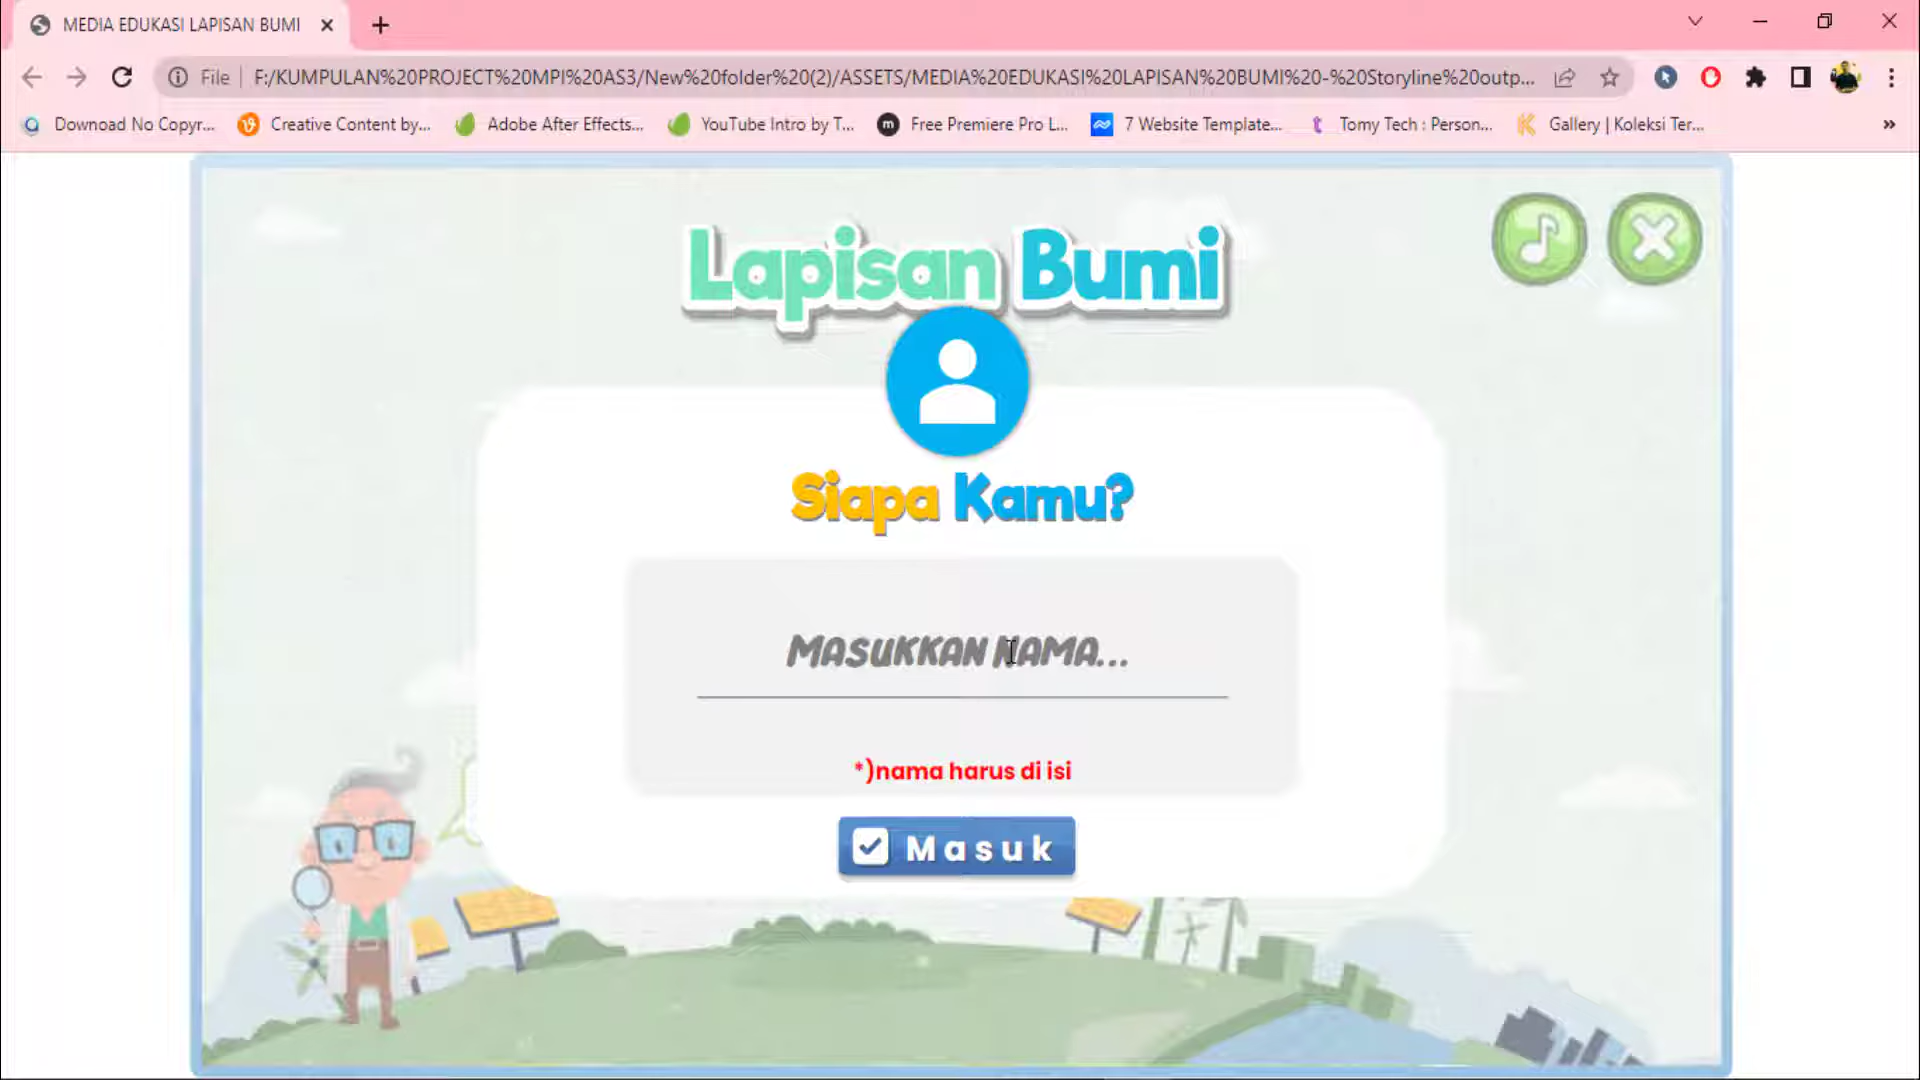 MEDIA EDUKASI LAPISAN BUMI
File F:/KUMPULAN%20PROJECT%20MPI%20AS3/New%20folder%20(2)/ASSETS/MEDIA%20EDUKASI%20LAPISAN%20BUMI%20-%20Storyline%20outp...
Downoad No Copyr... Creative Content by... Adobe After Effects... YouTube Intro by T... Free Premiere Pro L... 7 Website Template... Tomy Tech : Person... Gallery | Koleksi Ter... »
Lapisan Bumi
Siapa Kamu?
MASUKKAN NAMA...
*)nama harus di isi
Masuk